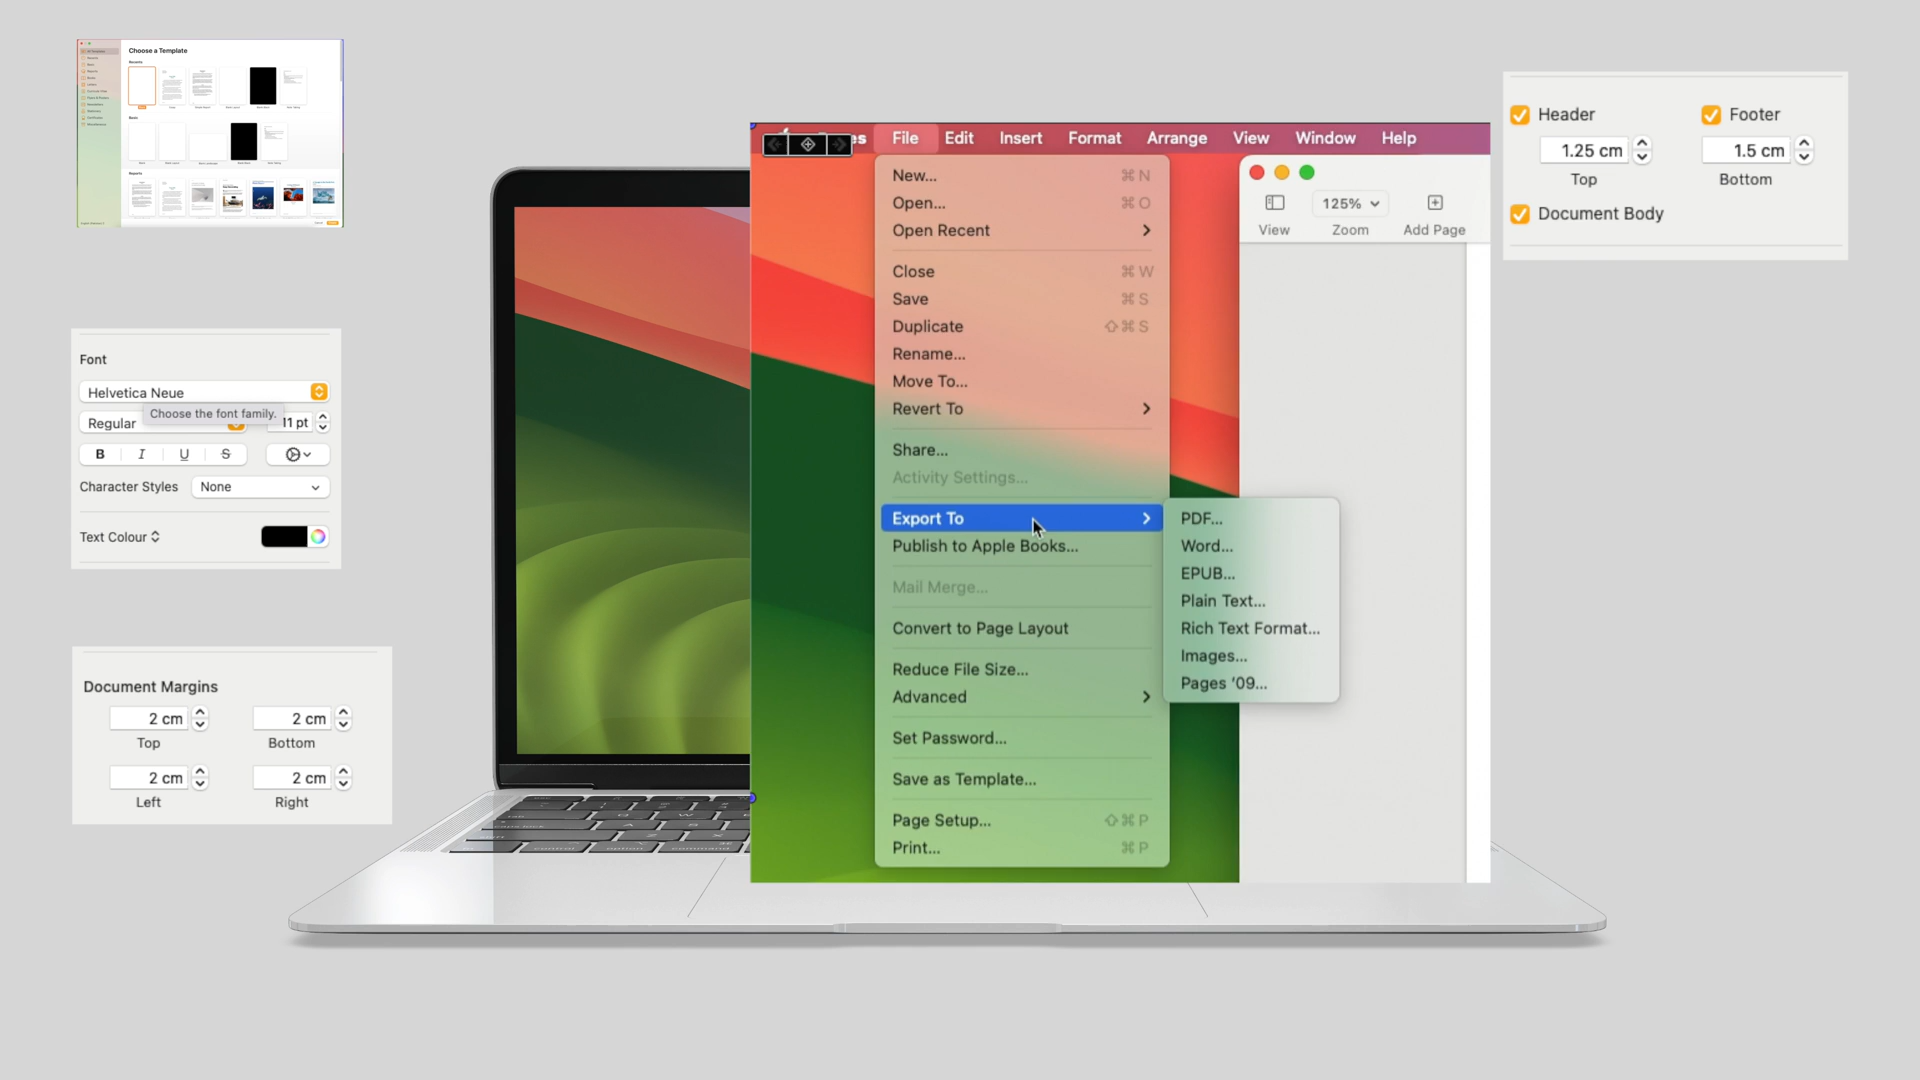 Choose a Template
Recents
Basic
Reports
Font
Helvetica Neue
Choose the font family.
Regular
11 pt
B I U S
Character Styles None
Text Colour
Document Margins
2 cm 2 cm
Top Bottom
2 cm 2 cm
Left Right
es File Edit Insert Format Arrange View Window Help
New... ⌘ N
Open... ⌘ O
Open Recent
Close ⌘ W
Save ⌘ S
Duplicate ⇧ ⌘ S
Rename...
Move To...
Revert To
Share...
Activity Settings...
Export To
Publish to Apple Books...
Mail Merge...
Convert to Page Layout
Reduce File Size...
Advanced
Set Password...
Save as Template...
Page Setup... ⇧ ⌘ P
Print... ⌘ P
PDF...
Word...
EPUB...
Plain Text...
Rich Text Format...
Images...
Pages '09...
125%
View Zoom Add Page
Header Footer
1.25 cm 1.5 cm
Top Bottom
Document Body